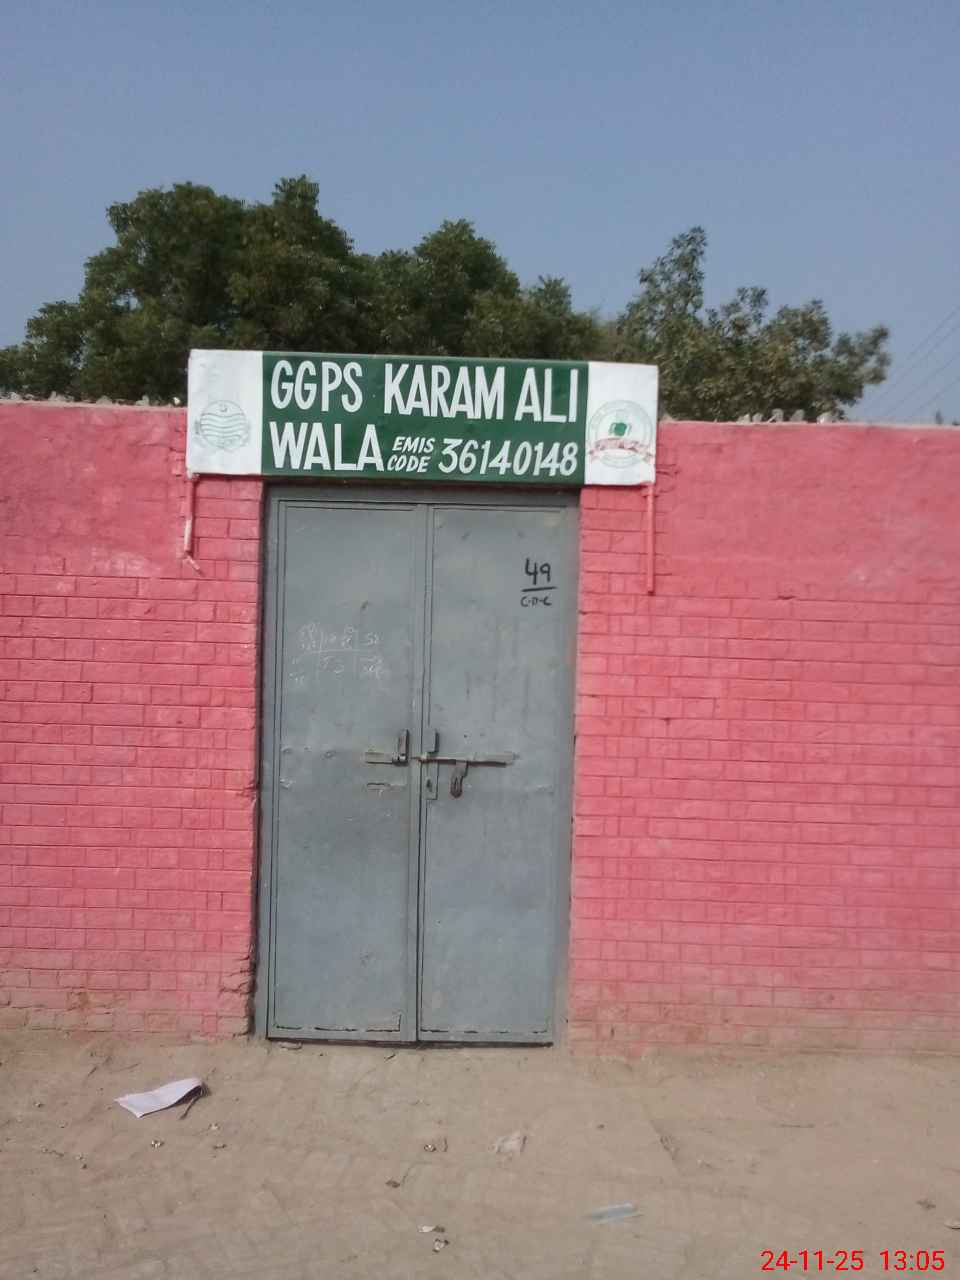 GGPS KARAM ALI
WALA EMIS CODE 36140148
49
C-D-C
24-11-25 13:05